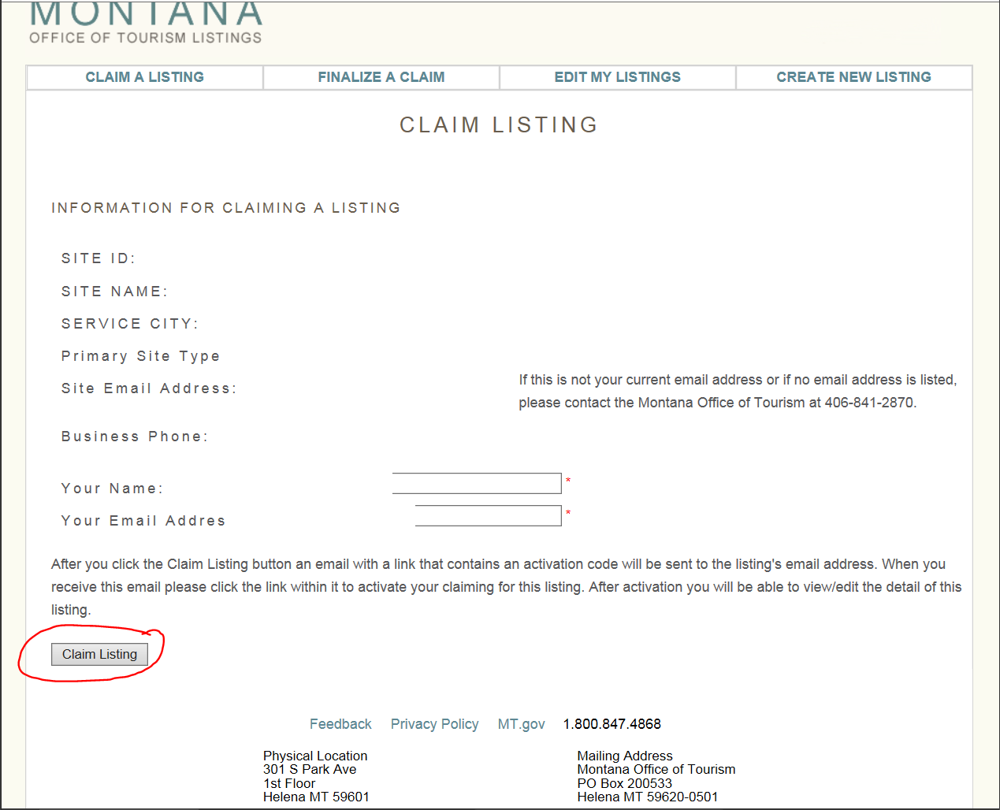 MONTANA
OFFICE OF TOURISM LISTINGS
CLAIM A LISTING FINALIZE A CLAIM EDIT MY LISTINGS CREATE NEW LISTING
CLAIM LISTING
INFORMATION FOR CLAIMING A LISTING
SITE ID:
SITE NAME:
SERVICE CITY:
Primary Site Type
Site Email Address:
If this is not your current email address or if no email address is listed,
please contact the Montana Office of Tourism at 406-841-2870.
Business Phone:
Your Name: *
Your Email Addres *
After you click the Claim Listing button an email with a link that contains an activation code will be sent to the listing's email address. When you
receive this email please click the link within it to activate your claiming for this listing. After activation you will be able to view/edit the detail of this
listing.
Claim Listing
Feedback Privacy Policy MT.gov 1.800.847.4868
Physical Location
301 S Park Ave
1st Floor
Helena MT 59601
Mailing Address
Montana Office of Tourism
PO Box 200533
Helena MT 59620-0501